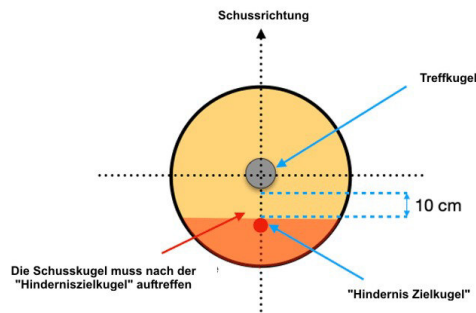 Schussrichtung
Treffkugel
10 cm
Die Schusskugel muss nach der
"Hinderniszielkugel" auftreffen
"Hindernis Zielkugel"